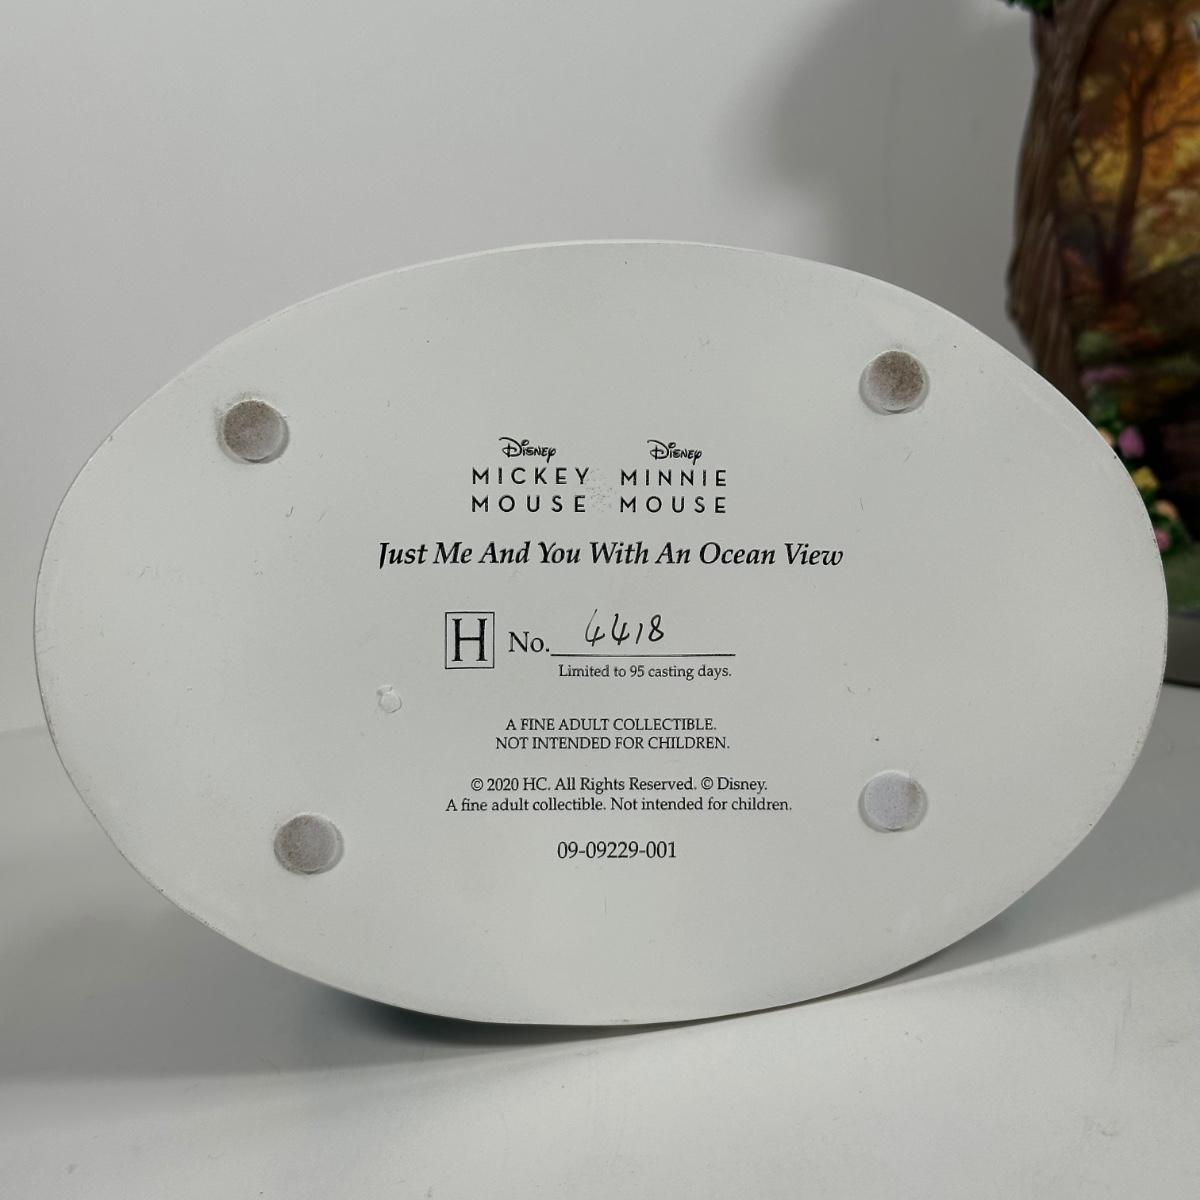 Disney Disney
MICKEY MINNIE
MOUSE MOUSE
Just Me And You With An Ocean View
H No. 4418
Limited to 95 casting days.
A FINE ADULT COLLECTIBLE.
NOT INTENDED FOR CHILDREN.
© 2020 HC. All Rights Reserved. © Disney.
A fine adult collectible. Not intended for children.
09-09229-001